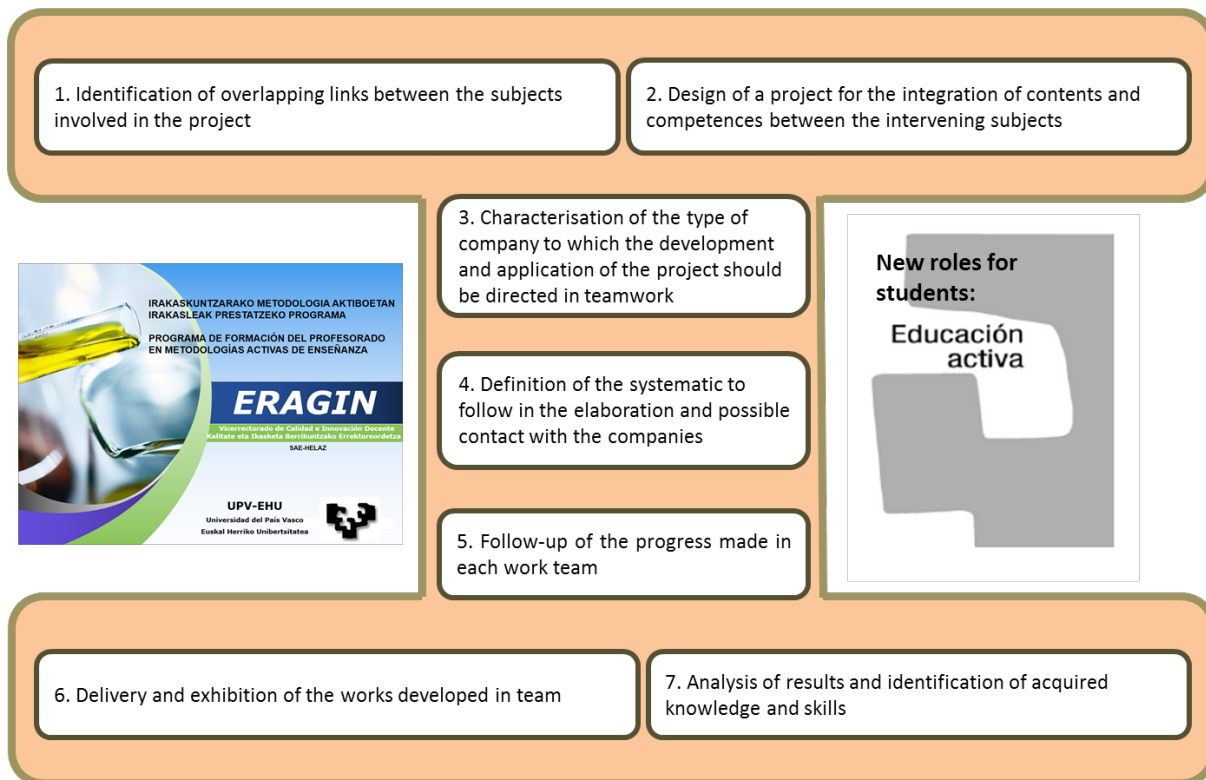 1. Identification of overlapping links between the subjects
involved in the project
2. Design of a project for the integration of contents and
competences between the intervening subjects
3. Characterisation of the type of
company to which the development
and application of the project should
be directed in teamwork
IRAKASKUNTZARAKO METODOLOGIA AKTIBOETAN
IRAKASLEAK PRESTATZEKO PROGRAMA
PROGRAMA DE FORMACIÓN DEL PROFESORADO
EN METODOLOGÍAS ACTIVAS DE ENSEÑANZA
ERAGIN
Vicerrectorado de Calidad e Innovación Docente
Kalitate eta Ikasketa Berrikuntzako Errektoreordetza
SAE-HELAZ
UPV-EHU
Universidad del País Vasco
Euskal Herriko Unibertsitatea
New roles for
students:
Educación
activa
4. Definition of the systematic to
follow in the elaboration and possible
contact with the companies
5. Follow-up of the progress made in
each work team
6. Delivery and exhibition of the works developed in team
7. Analysis of results and identification of acquired
knowledge and skills